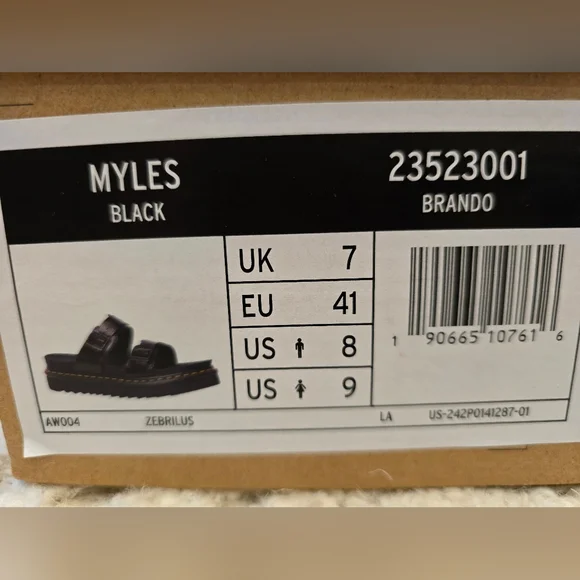 MYLES
BLACK
23523001
BRANDO
UK 7
EU 41
US 8
US 9
1 90665 10761 6
AW004 ZEBRILUS LA US-242P0141287-01